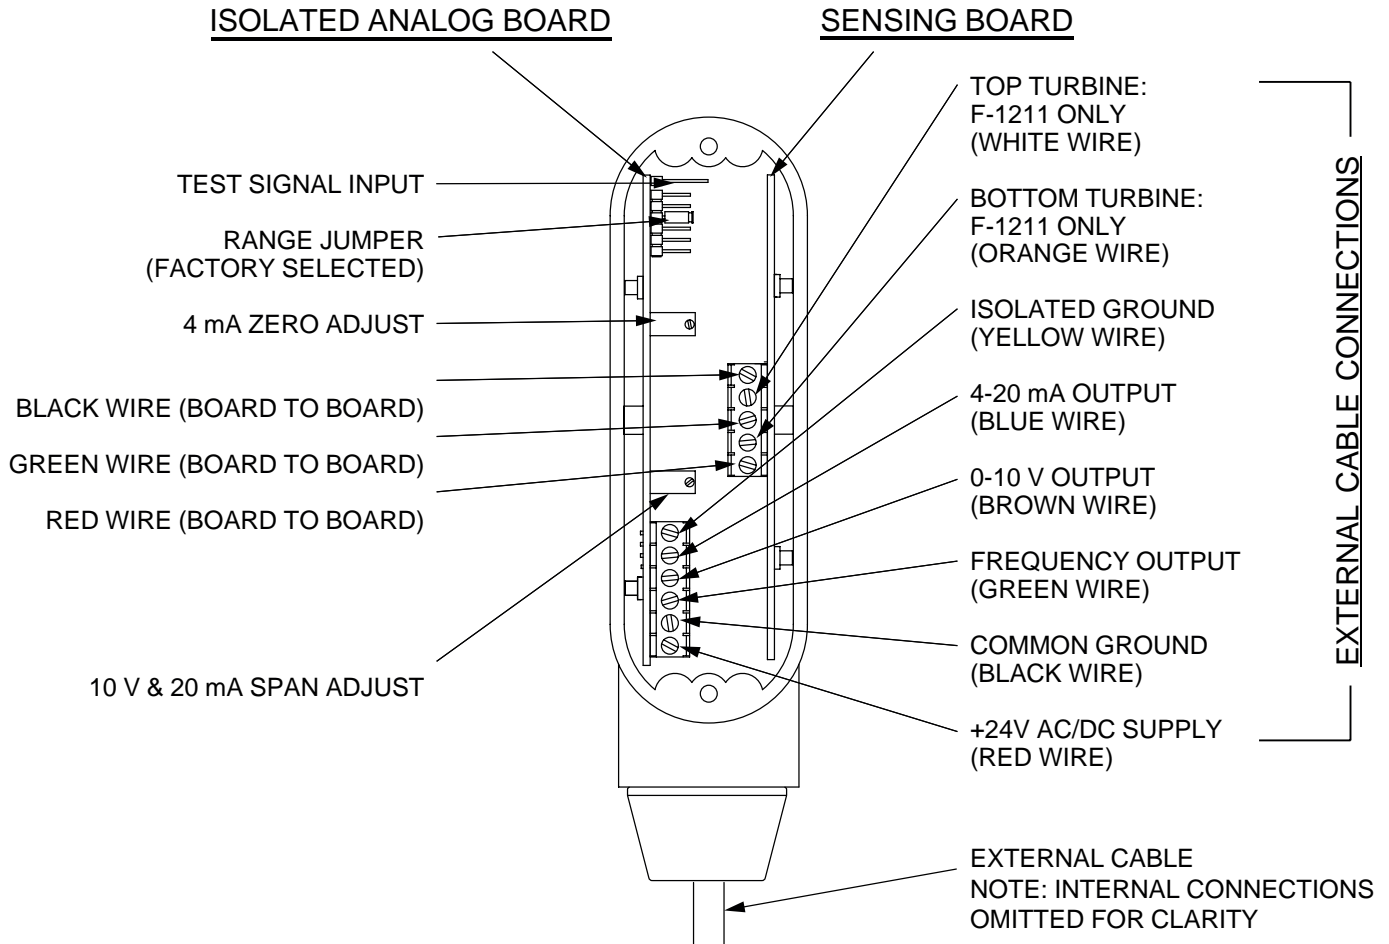 ISOLATED ANALOG BOARD
SENSING BOARD
TEST SIGNAL INPUT
RANGE JUMPER
(FACTORY SELECTED)
4 mA ZERO ADJUST
BLACK WIRE (BOARD TO BOARD)
GREEN WIRE (BOARD TO BOARD)
RED WIRE (BOARD TO BOARD)
10 V & 20 mA SPAN ADJUST
TOP TURBINE:
F-1211 ONLY
(WHITE WIRE)
BOTTOM TURBINE:
F-1211 ONLY
(ORANGE WIRE)
ISOLATED GROUND
(YELLOW WIRE)
4-20 mA OUTPUT
(BLUE WIRE)
0-10 V OUTPUT
(BROWN WIRE)
FREQUENCY OUTPUT
(GREEN WIRE)
COMMON GROUND
(BLACK WIRE)
+24V AC/DC SUPPLY
(RED WIRE)
EXTERNAL CABLE CONNECTIONS
EXTERNAL CABLE
NOTE: INTERNAL CONNECTIONS
OMITTED FOR CLARITY